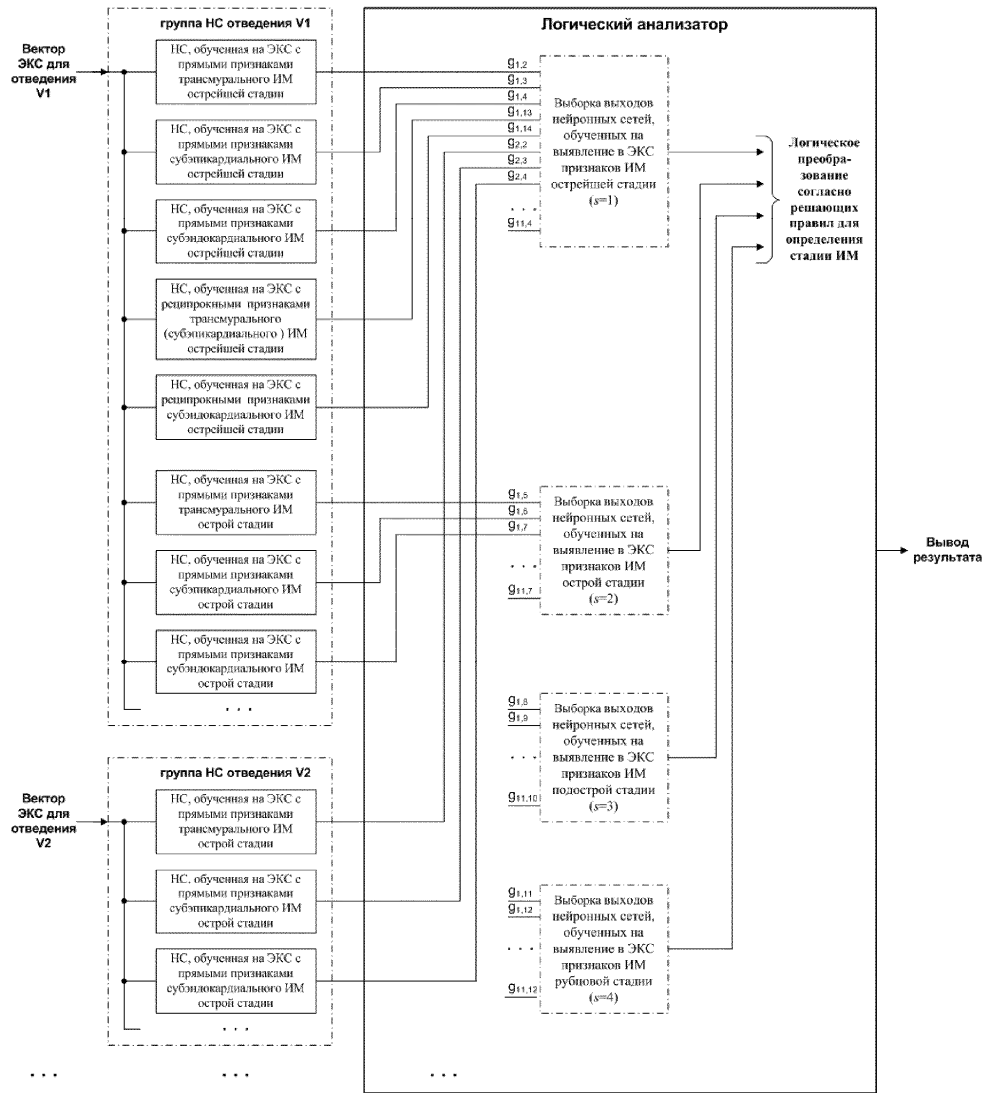 группа НС отведения V1
Логический анализатор
Вектор
ЭКС для
отведения
V1
НС, обученная на ЭКС с
прямыми признаками
трансмурального ИМ
острейшей стадии
НС, обученная на ЭКС с
прямыми признаками
субэпикардиального ИМ
острейшей стадии
НС, обученная на ЭКС с
прямыми признаками
субэндокардиального ИМ
острейшей стадии
НС, обученная на ЭКС с
реципрокными признаками
трансмурального
(субэпикардиального ) ИМ
острейшей стадии
НС, обученная на ЭКС с
реципрокными признаками
субэндокардиального ИМ
острейшей стадии
НС, обученная на ЭКС с
прямыми признаками
трансмурального ИМ
острой стадии
НС, обученная на ЭКС с
прямыми признаками
субэпикардиального ИМ
острой стадии
НС, обученная на ЭКС с
прямыми признаками
субэндокардиального ИМ
острой стадии
. . .
группа НС отведения V2
Вектор
ЭКС для
отведения
V2
НС, обученная на ЭКС с
прямыми признаками
трансмурального ИМ
острой стадии
НС, обученная на ЭКС с
прямыми признаками
субэпикардиального ИМ
острой стадии
НС, обученная на ЭКС с
прямыми признаками
субэндокардиального ИМ
острой стадии
. . .
g1,2
g1,3
g1,4
g1,13
g1,14
g2,2
g2,3
g2,4
. . .
g11,4
Выборка выходов
нейронных сетей,
обученных на
выявление в ЭКС
признаков ИМ
острейшей стадии
(s=1)
g1,5
g1,6
g1,7
. . .
g11,7
Выборка выходов
нейронных сетей,
обученных на
выявление в ЭКС
признаков ИМ
острой стадии
(s=2)
g1,8
g1,9
. . .
g11,10
Выборка выходов
нейронных сетей,
обученных на
выявление в ЭКС
признаков ИМ
подострой стадии
(s=3)
g1,11
g1,12
. . .
g11,12
Выборка выходов
нейронных сетей,
обученных на
выявление в ЭКС
признаков ИМ
рубцовой стадии
(s=4)
Логическое
преобра-
зование
согласно
решающих
правил для
определения
стадии ИМ
Вывод
результата
. . .
. . .
. . .